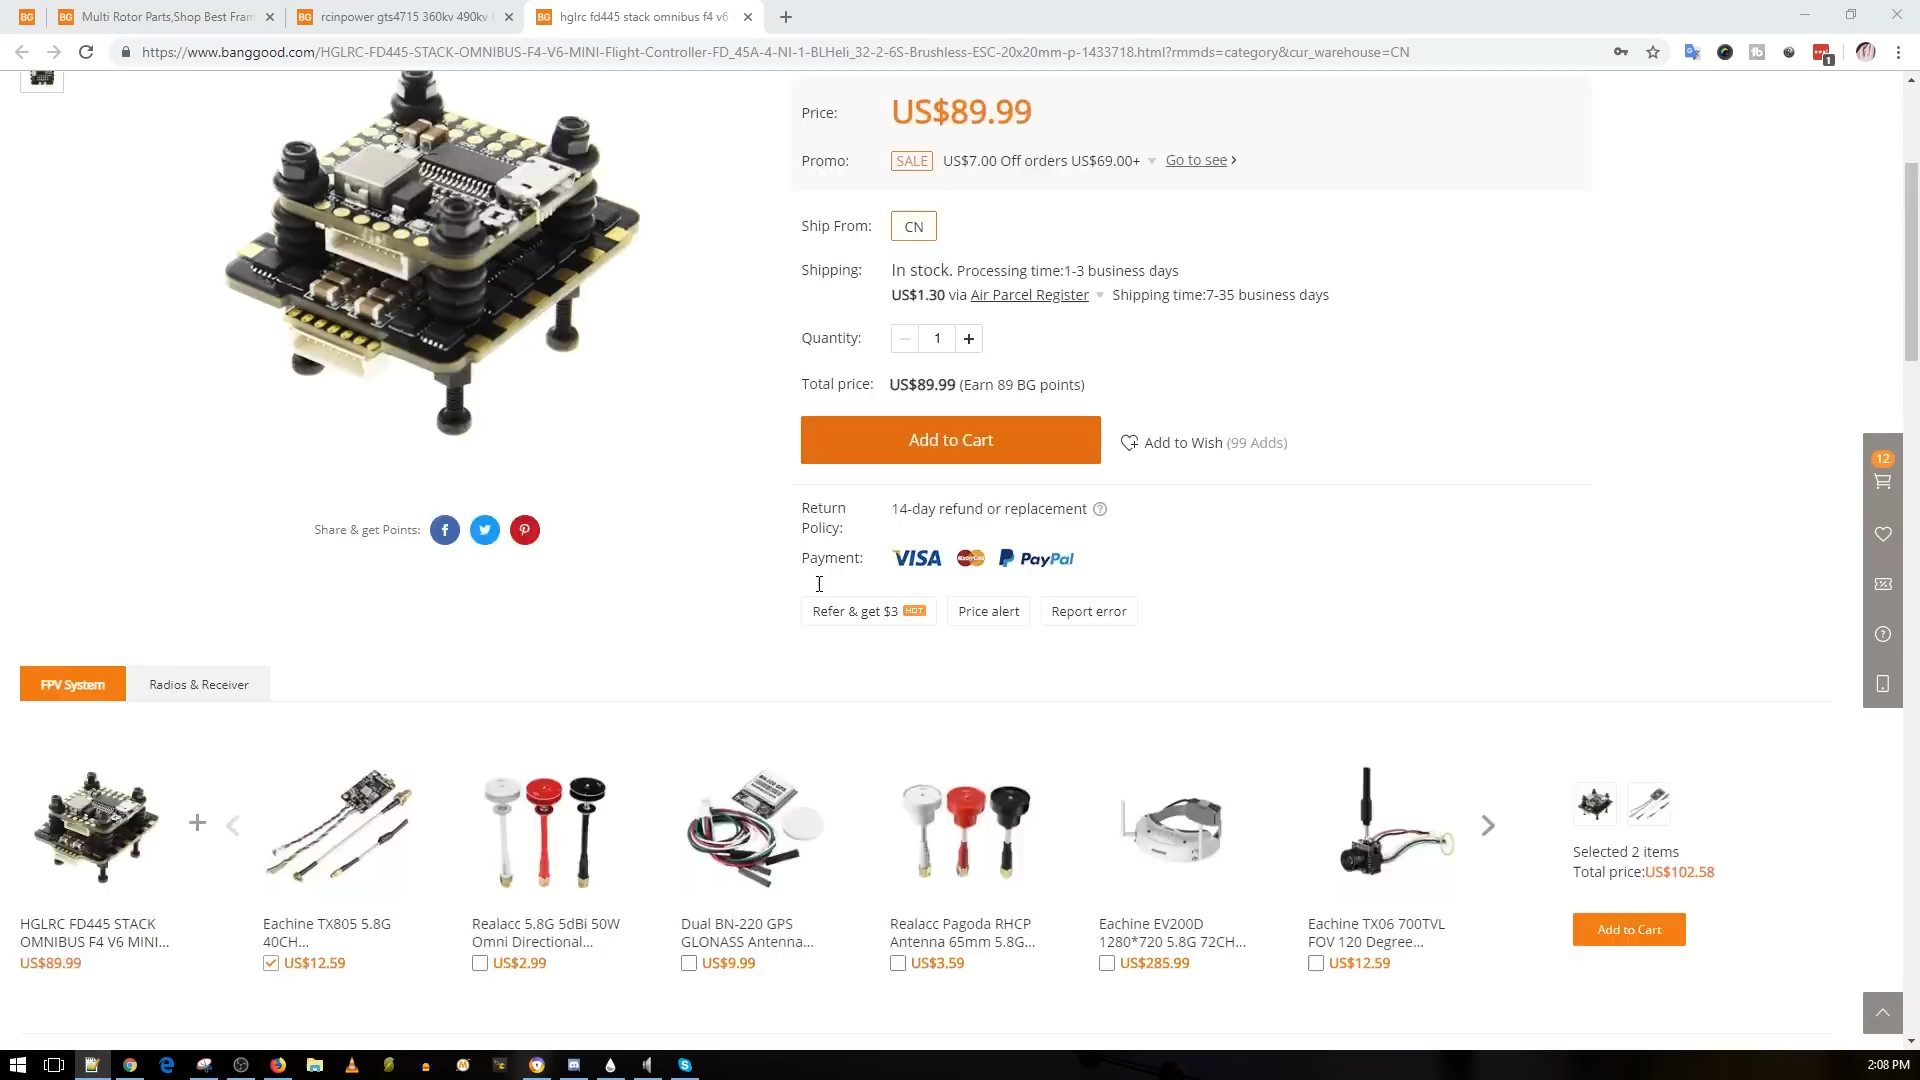 BG
BG Multi Rotor Parts,Shop Best Fram
BG rcinpower gts4715 360kv 490kv
BG hglrc fd445 stack omnibus f4 v6
https://www.banggood.com/HGLRC-FD445-STACK-OMNIBUS-F4-V6-MINI-Flight-Controller-FD_45A-4-NI-1-BLHeli_32-2-6S-Brushless-ESC-20x20mm-p-1433718.html?rmmds=category&cur_warehouse=CN
1
Price: US$89.99
Promo: SALE US$7.00 Off orders US$69.00+ Go to see >
Ship From: CN
Shipping: In stock. Processing time:1-3 business days
US$1.30 via Air Parcel Register Shipping time:7-35 business days
Quantity: 1
Total price: US$89.99 (Earn 89 BG points)
Add to Cart
Add to Wish (99 Adds)
Return
Policy:
14-day refund or replacement
Payment: VISA MasterCard PayPal
Share & get Points:
Refer & get $3 HOT
Price alert
Report error
12
FPV System
Radios & Receiver
BN-220 GPS
HGLRC FD445 STACK
OMNIBUS F4 V6 MINI...
US$89.99
Eachine TX805 5.8G
40CH...
US$12.59
Realacc 5.8G 5dBi 50W
Omni Directional...
US$2.99
Dual BN-220 GPS
GLONASS Antenna...
US$9.99
Realacc Pagoda RHCP
Antenna 65mm 5.8G...
US$3.59
Eachine EV200D
1280*720 5.8G 72CH...
US$285.99
Eachine TX06 700TVL
FOV 120 Degree...
US$12.59
Selected 2 items
Total price:US$102.58
Add to Cart
2:08 PM